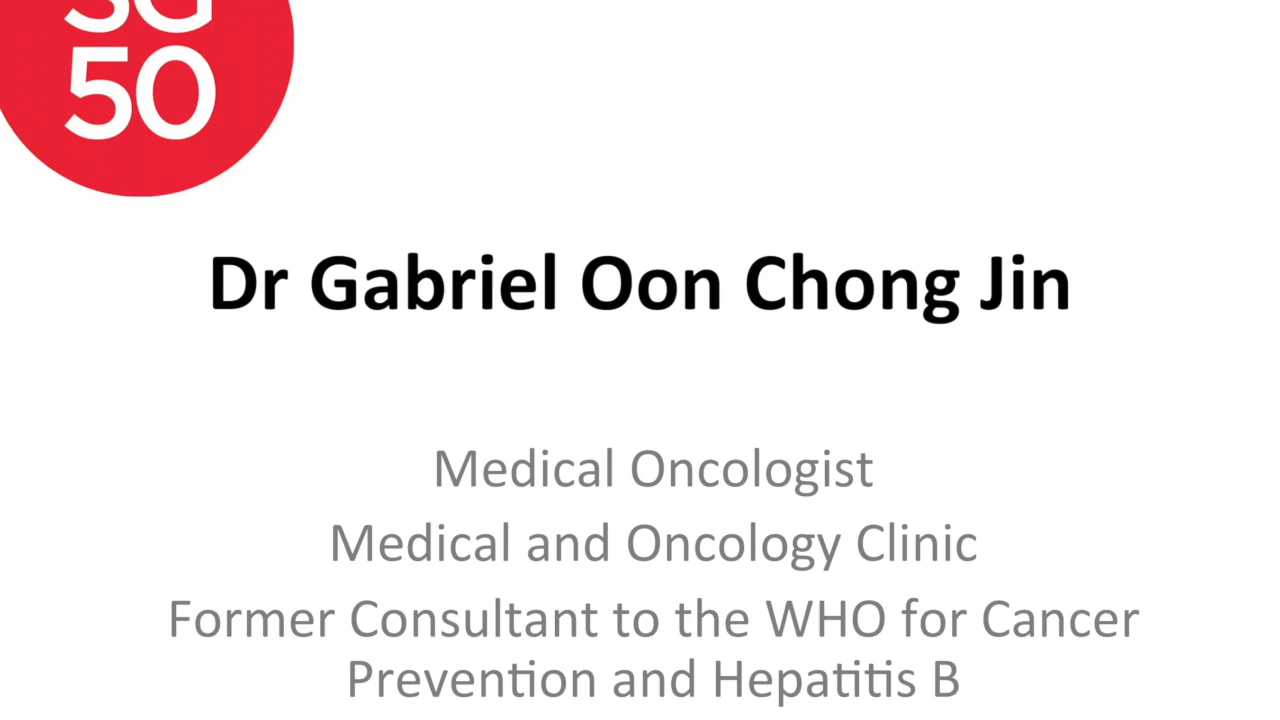 SG
50
Dr Gabriel Oon Chong Jin
Medical Oncologist
Medical and Oncology Clinic
Former Consultant to the WHO for Cancer
Prevention and Hepatitis B